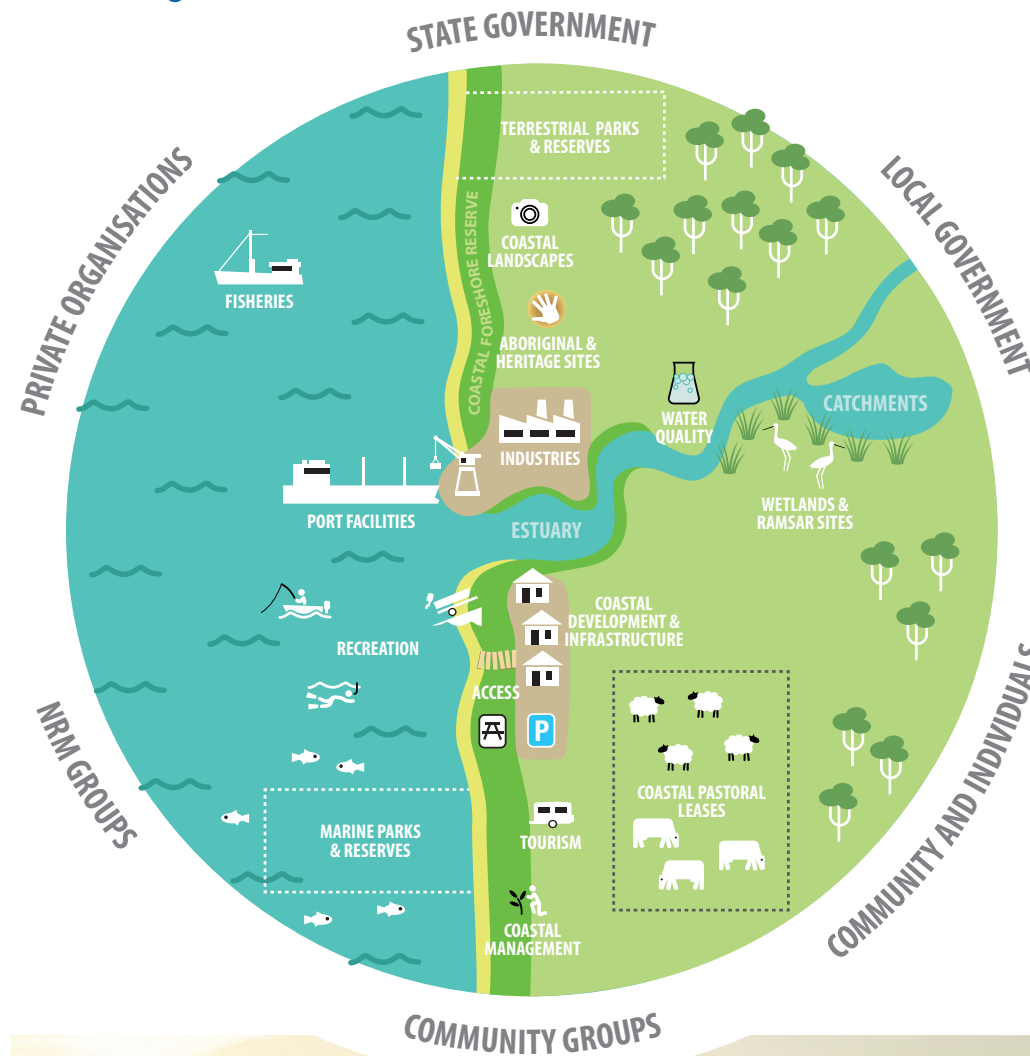 STATE GOVERNMENT
PRIVATE ORGANISATIONS
LOCAL GOVERNMENT
TERRESTRIAL PARKS
& RESERVES
COASTAL FORESHORE RESERVE
COASTAL
LANDSCAPES
FISHERIES
ABORIGINAL &
HERITAGE SITES
WATER
QUALITY
CATCHMENTS
INDUSTRIES
WETLANDS &
RAMSAR SITES
PORT FACILITIES
ESTUARY
COASTAL
DEVELOPMENT &
INFRASTRUCTURE
RECREATION
ACCESS
P
COASTAL PASTORAL
LEASES
MARINE PARKS
& RESERVES
TOURISM
COASTAL
MANAGEMENT
NRM GROUPS
COMMUNITY AND INDIVIDUALS
COMMUNITY GROUPS